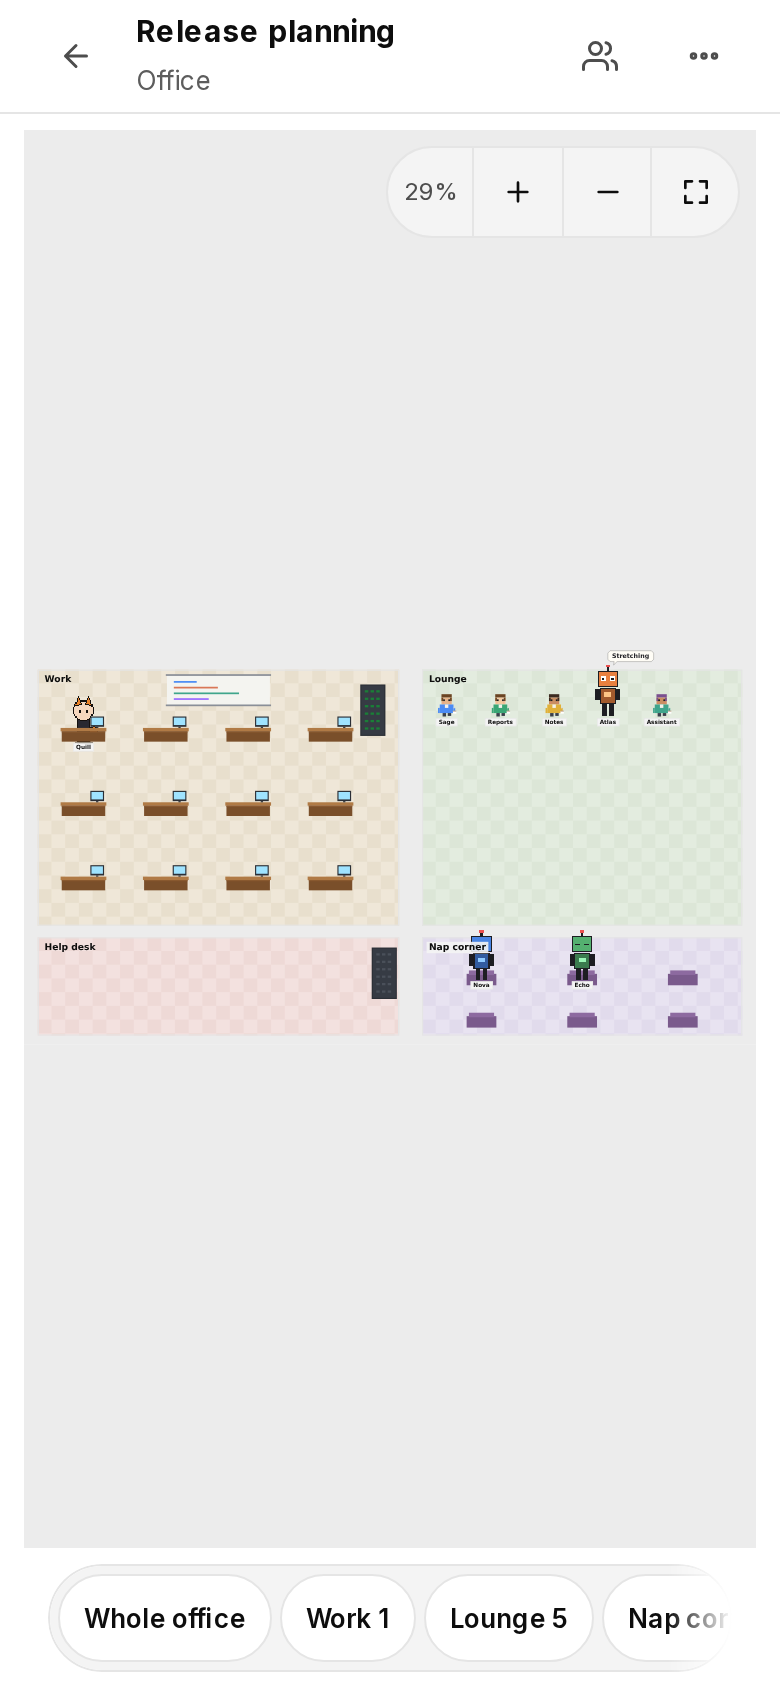 Release planning
Office
29%
Stretching
Work
Lounge
Sage
Reports
Notes
Atlas
Assistant
Quill
Help desk
Nap corner
Nova
Echo
Whole office
Work 1
Lounge 5
Nap cor